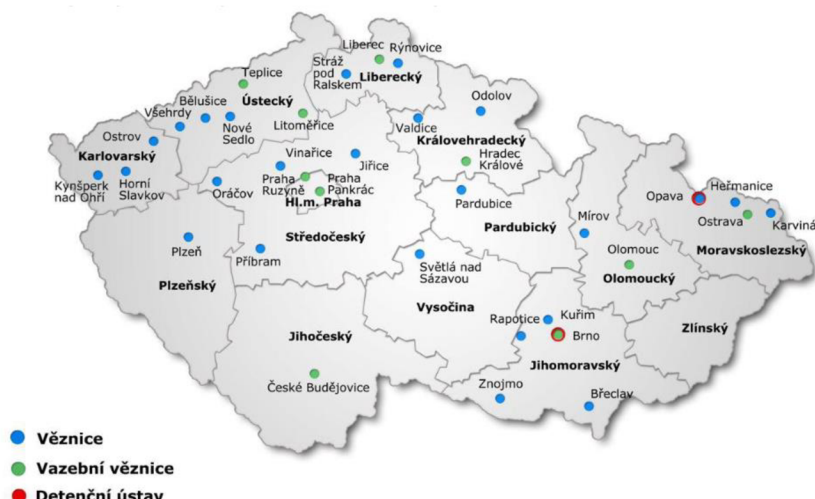 Liberec
Rýnovice
Stráž
pod
Ralskem
Liberecký
Teplice
Ústecký
Bělušice
Všehrdy
Nové
Sedlo
Litoměřice
Odolov
Valdice
Královehradecký
Hradec
Králové
Ostrov
Karlovarský
Kynšperk
nad Ohří
Horní
Slavkov
Vinařice
Jiřice
Oráčov
Praha
Ruzýně
Praha
Pankrác
Hl.m. Praha
Středočeský
Příbram
Pardubice
Pardubický
Plzeň
Plzeňský
Světlá nad
Sázavou
Vysočina
Mírov
Olomouc
Olomoucký
Opava
Heřmanice
Ostrava
Karviná
Moravskoslezský
Zlínský
Jihočeský
České Budějovice
Rapotice
Kuřim
Brno
Jihomoravský
Znojmo
Břeclav
Věznice
Vazební věznice
Detenční ústav